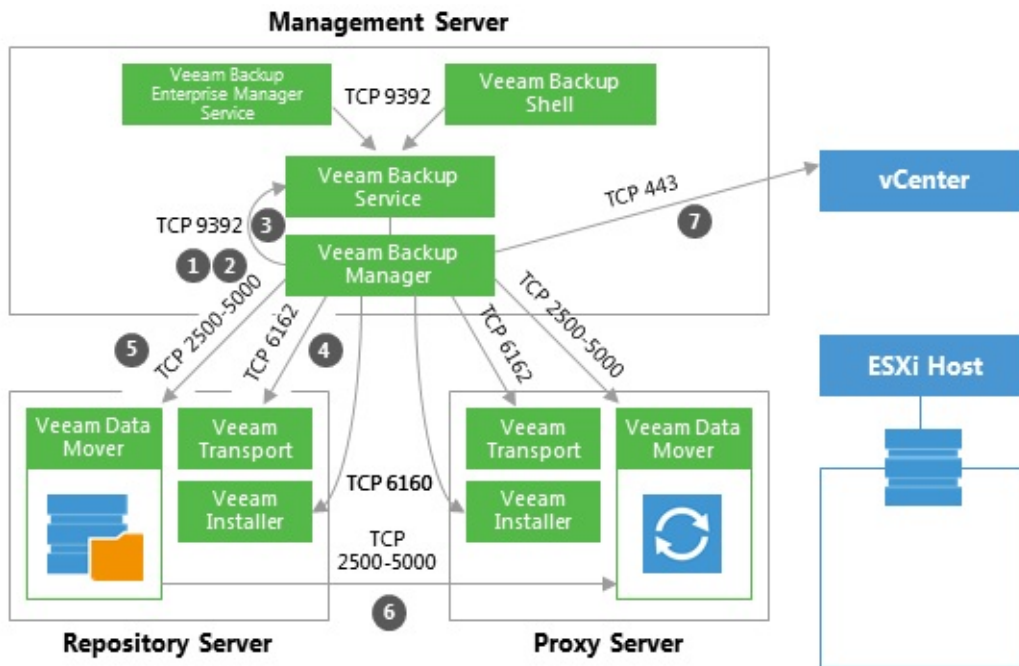 Management Server
Veeam Backup
Enterprise Manager
Service
TCP 9392
Veeam Backup
Shell
Veeam Backup
Service
TCP 9392
3
1
2
Veeam Backup
Manager
TCP 443
7
vCenter
5
TCP 2500-5000
TCP 6162
4
TCP 6162
TCP 2500-5000
ESXi Host
Veeam Data
Mover
Veeam
Transport
Veeam
Installer
TCP 6160
TCP
2500-5000
6
Veeam
Transport
Veeam
Installer
Veeam Data
Mover
Repository Server
Proxy Server